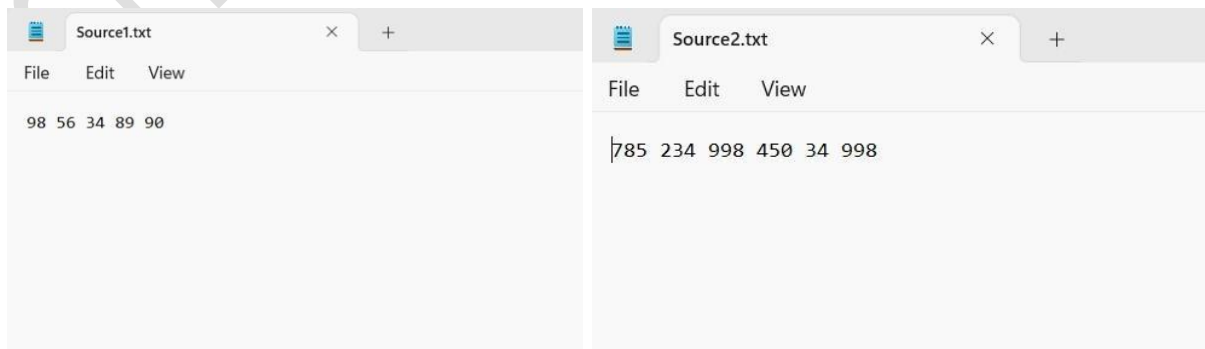 Source1.txt
File Edit View
98 56 34 89 90
Source2.txt
File Edit View
785 234 998 450 34 998